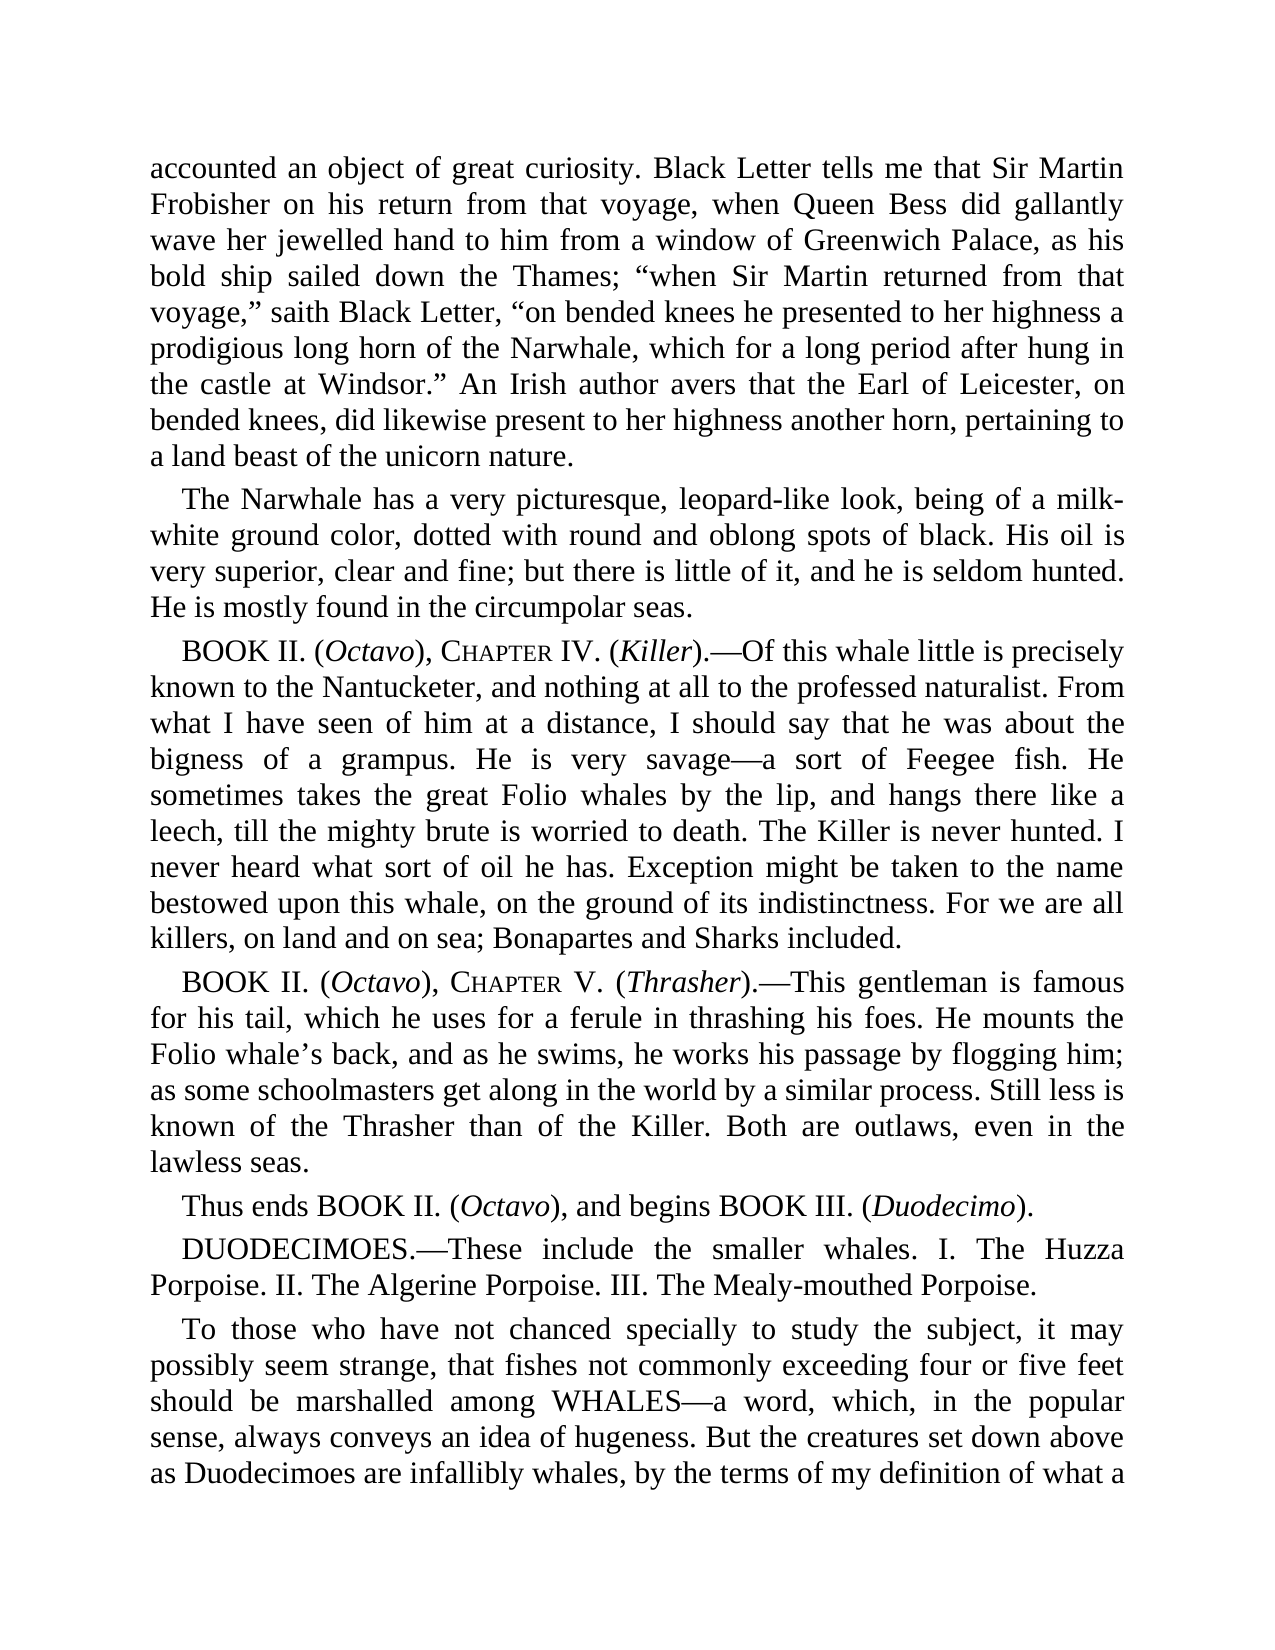 accounted an object of great curiosity. Black Letter tells me that Sir Martin
Frobisher on his return from that voyage, when Queen Bess did gallantly
wave her jewelled hand to him from a window of Greenwich Palace, as his
bold ship sailed down the Thames; “when Sir Martin returned from that
voyage,” saith Black Letter, “on bended knees he presented to her highness a
prodigious long horn of the Narwhale, which for a long period after hung in
the castle at Windsor.” An Irish author avers that the Earl of Leicester, on
bended knees, did likewise present to her highness another horn, pertaining to
a land beast of the unicorn nature.
The Narwhale has a very picturesque, leopard-like look, being of a milk-
white ground color, dotted with round and oblong spots of black. His oil is
very superior, clear and fine; but there is little of it, and he is seldom hunted.
He is mostly found in the circumpolar seas.
BOOK II. (Octavo), CHAPTER IV. (Killer).—Of this whale little is precisely
known to the Nantucketer, and nothing at all to the professed naturalist. From
what I have seen of him at a distance, I should say that he was about the
bigness of a grampus. He is very savage—a sort of Feegee fish. He
sometimes takes the great Folio whales by the lip, and hangs there like a
leech, till the mighty brute is worried to death. The Killer is never hunted. I
never heard what sort of oil he has. Exception might be taken to the name
bestowed upon this whale, on the ground of its indistinctness. For we are all
killers, on land and on sea; Bonapartes and Sharks included.
BOOK II. (Octavo), CHAPTER V. (Thrasher).—This gentleman is famous
for his tail, which he uses for a ferule in thrashing his foes. He mounts the
Folio whale’s back, and as he swims, he works his passage by flogging him;
as some schoolmasters get along in the world by a similar process. Still less is
known of the Thrasher than of the Killer. Both are outlaws, even in the
lawless seas.
Thus ends BOOK II. (Octavo), and begins BOOK III. (Duodecimo).
DUODECIMOES.—These include the smaller whales. I. The Huzza
Porpoise. II. The Algerine Porpoise. III. The Mealy-mouthed Porpoise.
To those who have not chanced specially to study the subject, it may
possibly seem strange, that fishes not commonly exceeding four or five feet
should be marshalled among WHALES—a word, which, in the popular
sense, always conveys an idea of hugeness. But the creatures set down above
as Duodecimoes are infallibly whales, by the terms of my definition of what a